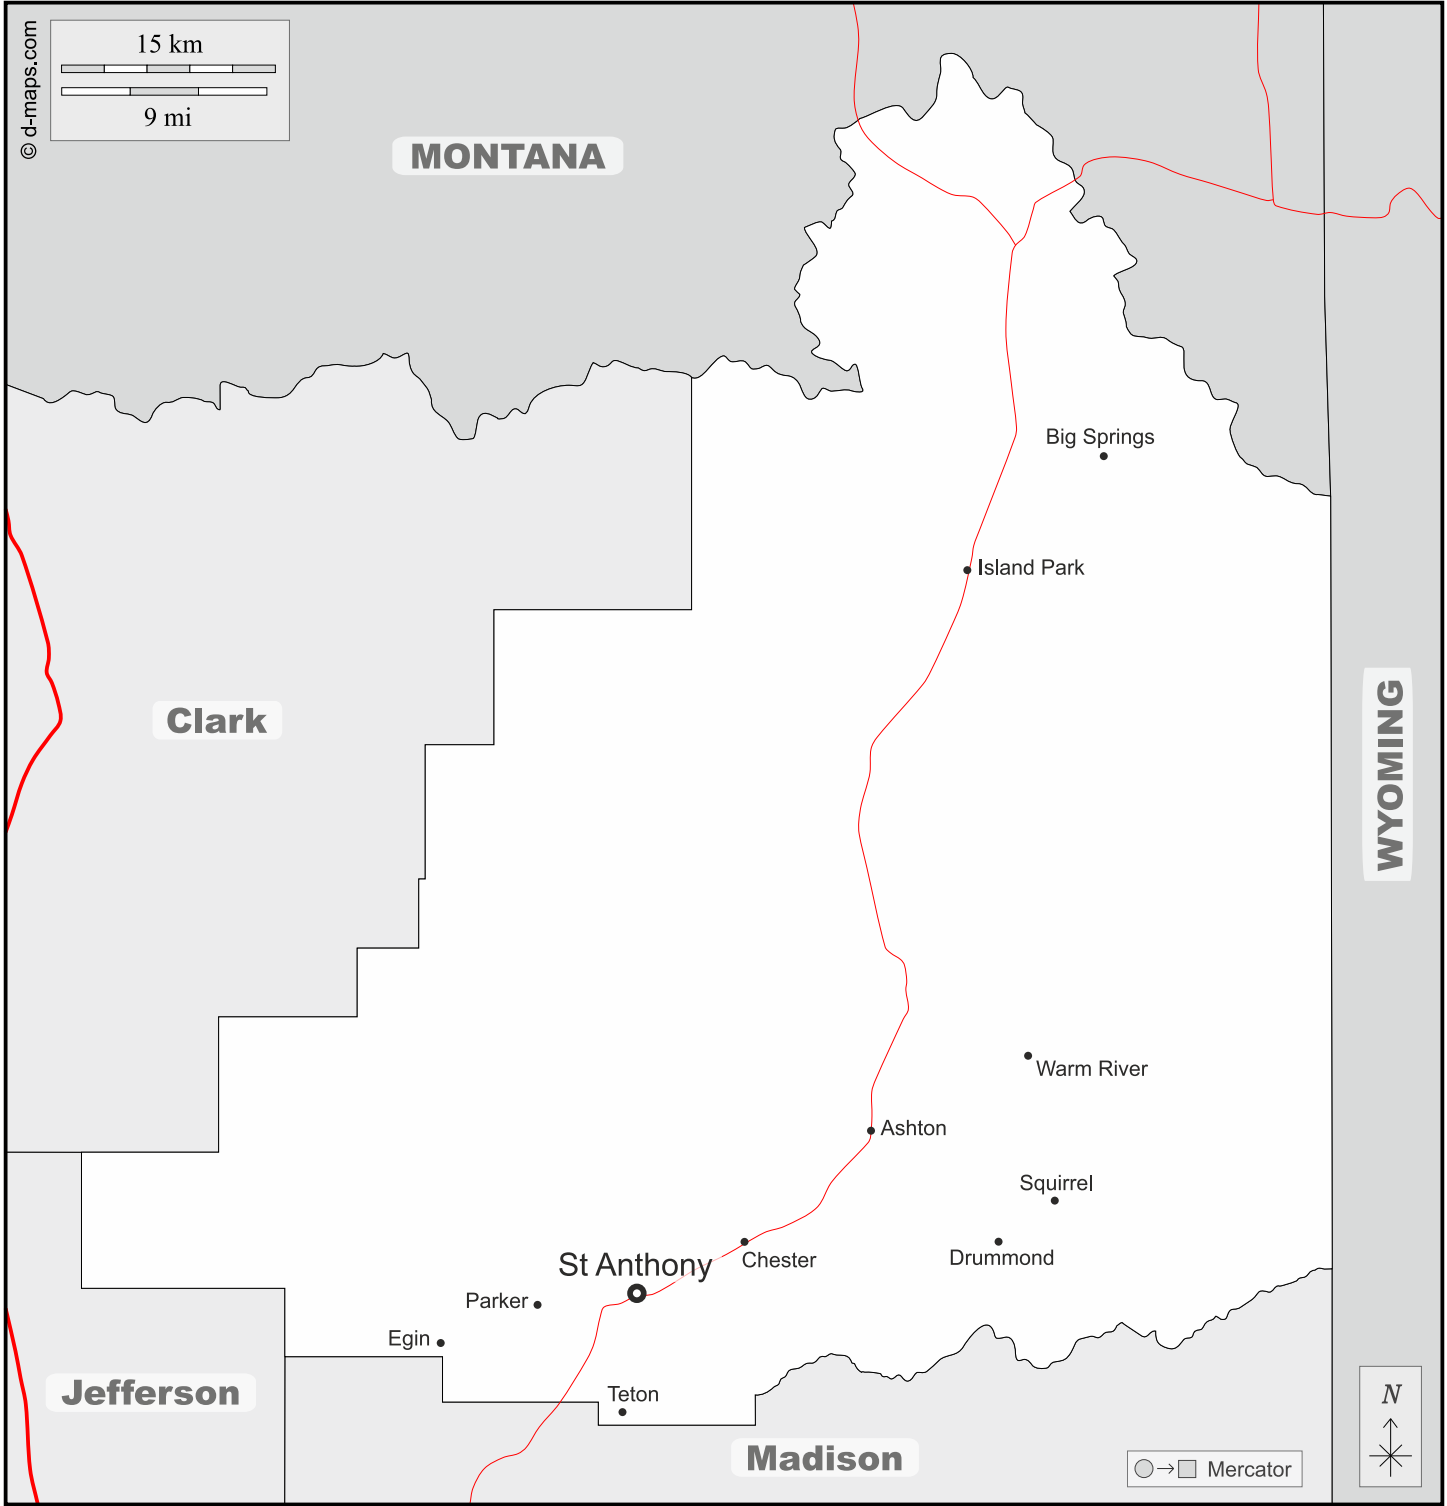 © d-maps.com
15 km
9 mi
MONTANA
Big Springs
Island Park
Clark
WYOMING
Warm River
Ashton
Squirrel
Drummond
Chester
St Anthony
Parker
Egin
Teton
Jefferson
Madison
N
Mercator